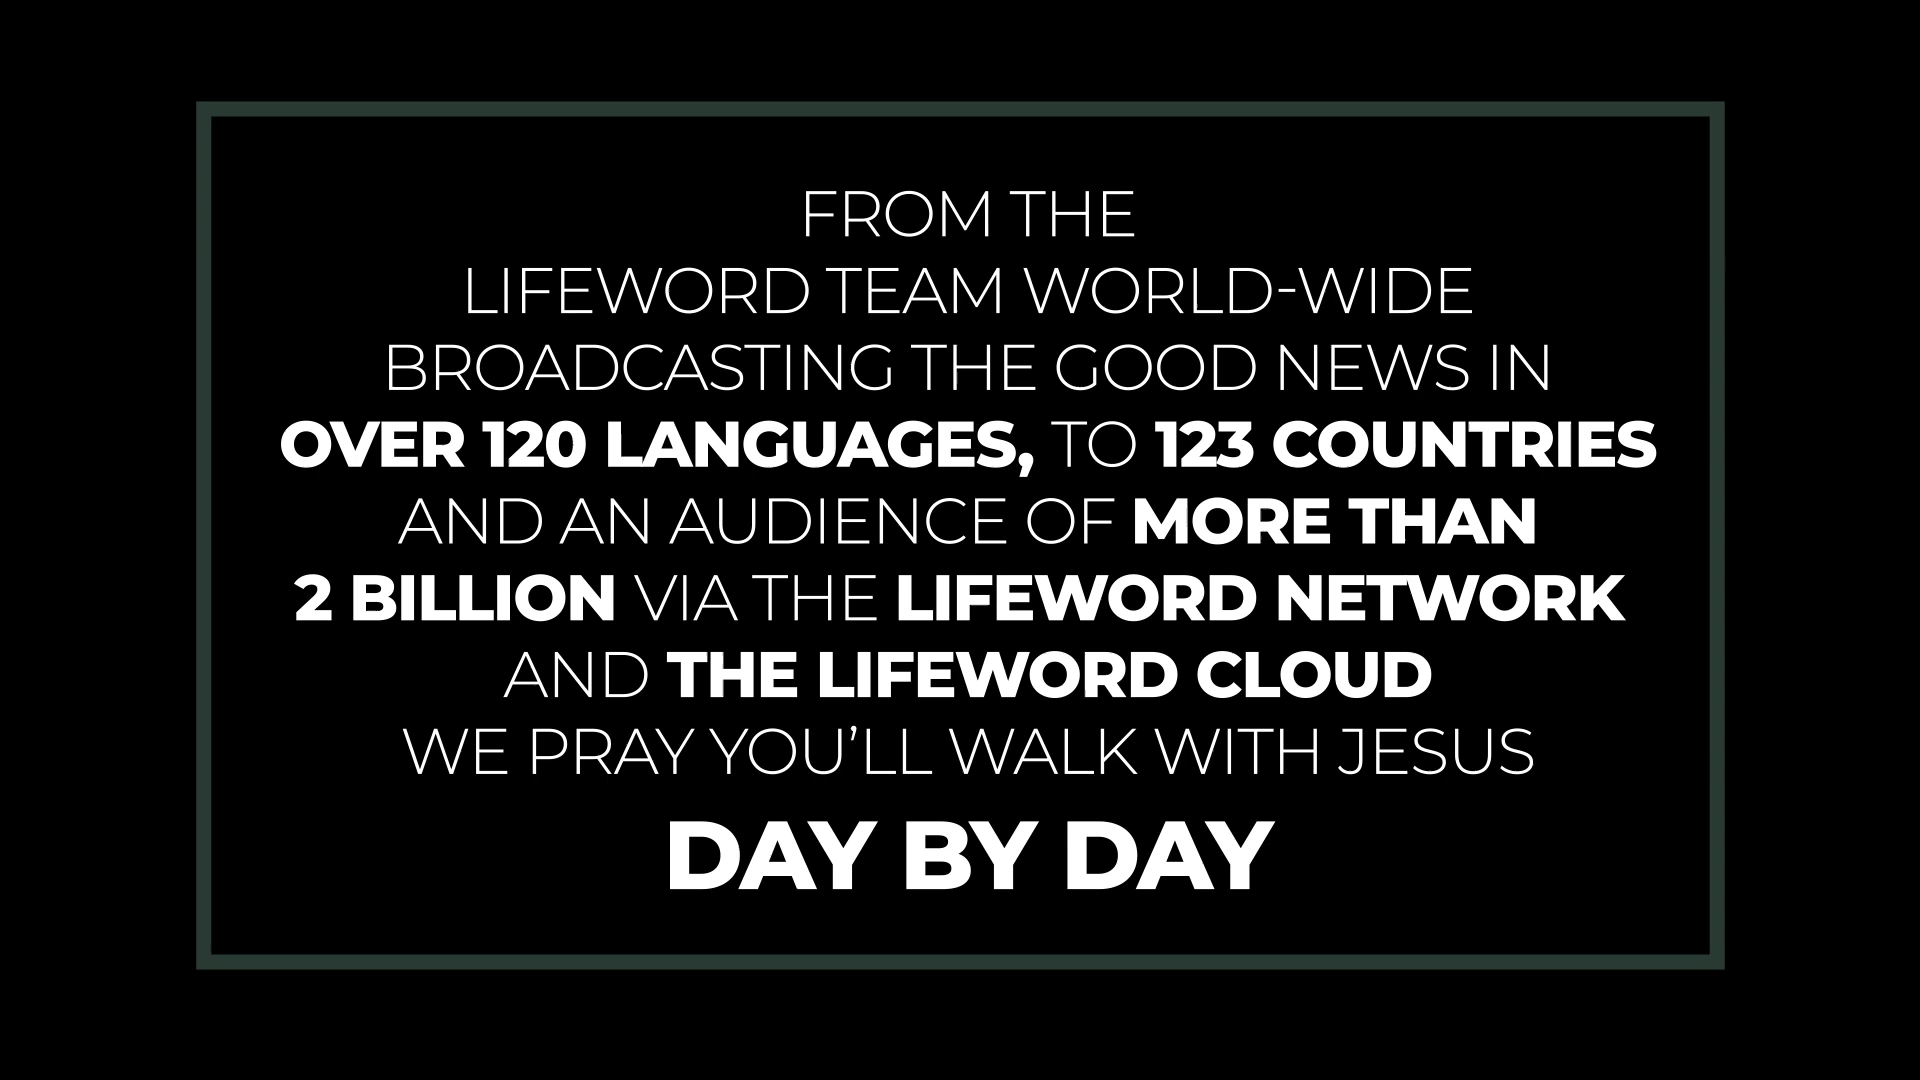 FROM THE
LIFEWORD TEAM WORLD-WIDE
BROADCASTING THE GOOD NEWS IN
OVER 120 LANGUAGES, TO 123 COUNTRIES
AND AN AUDIENCE OF MORE THAN
2 BILLION VIA THE LIFEWORD NETWORK
AND THE LIFEWORD CLOUD
WE PRAY YOU’LL WALK WITH JESUS
DAY BY DAY